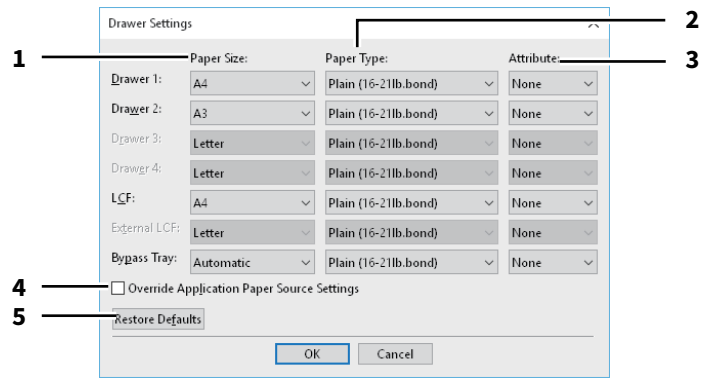 Drawer Settings
2
1
Paper Size: Paper Type: Attribute:
3
Drawer 1: A4 Plain (16-21lb.bond) None
Drawer 2: A3 Plain (16-21lb.bond) None
Drawer 3: Letter Plain (16-21lb.bond) None
Drawer 4: Letter Plain (16-21lb.bond) None
LCF: A4 Plain (16-21lb.bond) None
External LCF: Letter Plain (16-21lb.bond) None
Bypass Tray: Automatic Plain (16-21lb.bond) None
4 Override Application Paper Source Settings
5 Restore Defaults
OK Cancel